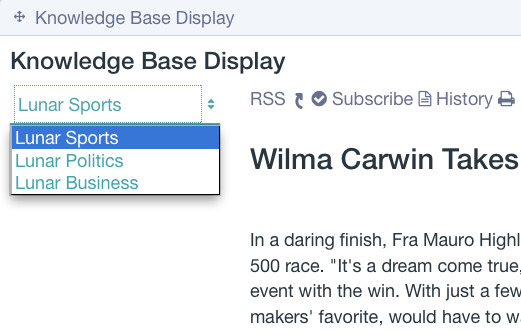 Knowledge Base Display
Knowledge Base Display
Lunar Sports
RSS Subscribe History
Lunar Sports
Lunar Politics
Lunar Business
Wilma Carwin Takes
In a daring finish, Fra Mauro Highl
500 race. "It's a dream come true,
event with the win. With just a few
makers' favorite, would have to w